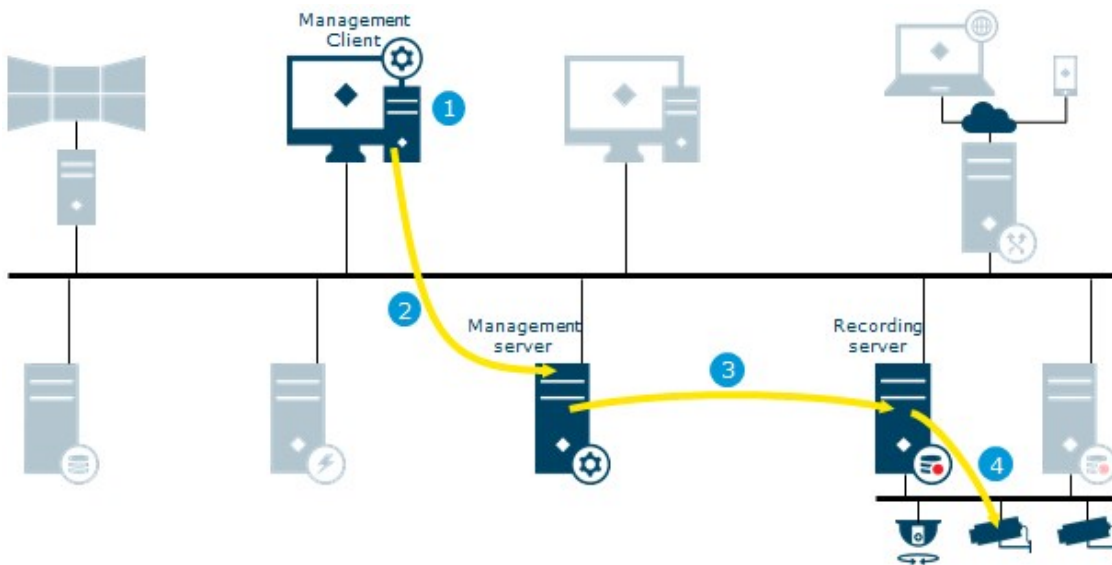 Management
Client
1
2
Management
server
3
Recording
server
4